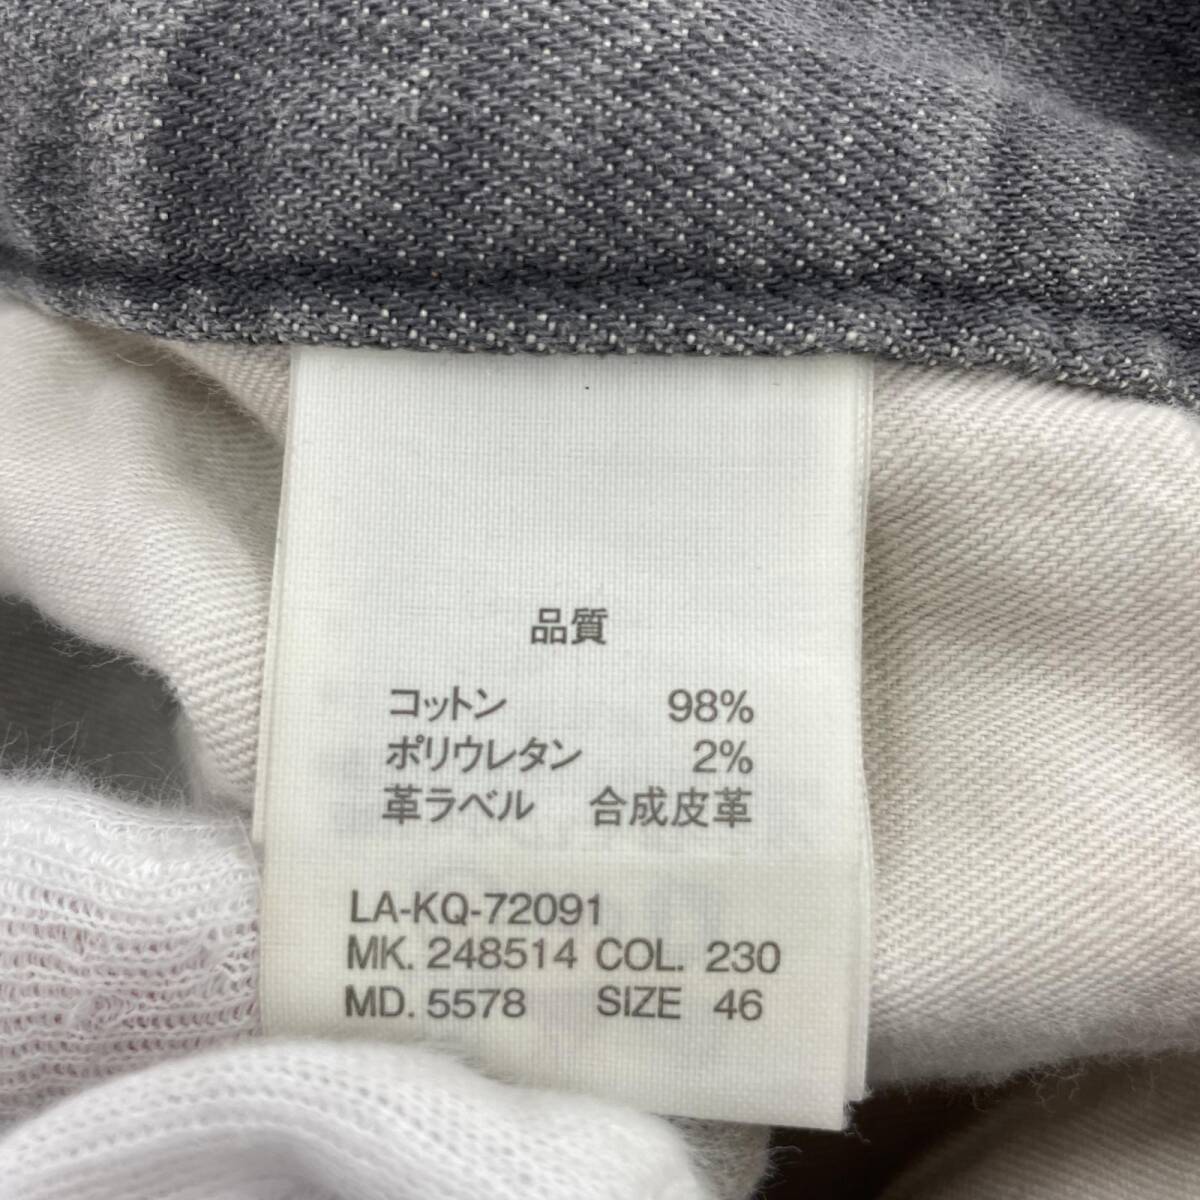 品質
コットン 98%
ポリウレタン 2%
革ラベル 合成皮革
LA-KQ-72091
MK. 248514 COL. 230
MD. 5578 SIZE 46